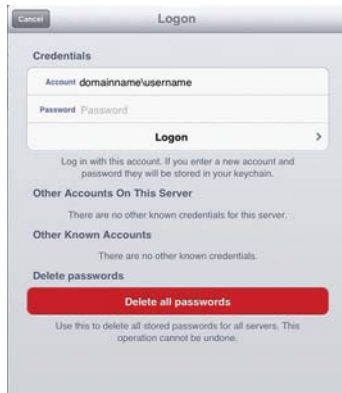 Cancel
Logon
Credentials
Account domainname\username
Password Password
Logon
Log in with this account. If you enter a new account and
password they will be stored in your keychain.
Other Accounts On This Server
There are no other known credentials for this server.
Other Known Accounts
There are no other known credentials.
Delete passwords
Delete all passwords
Use this to delete all stored passwords for all servers. This
operation cannot be undone.